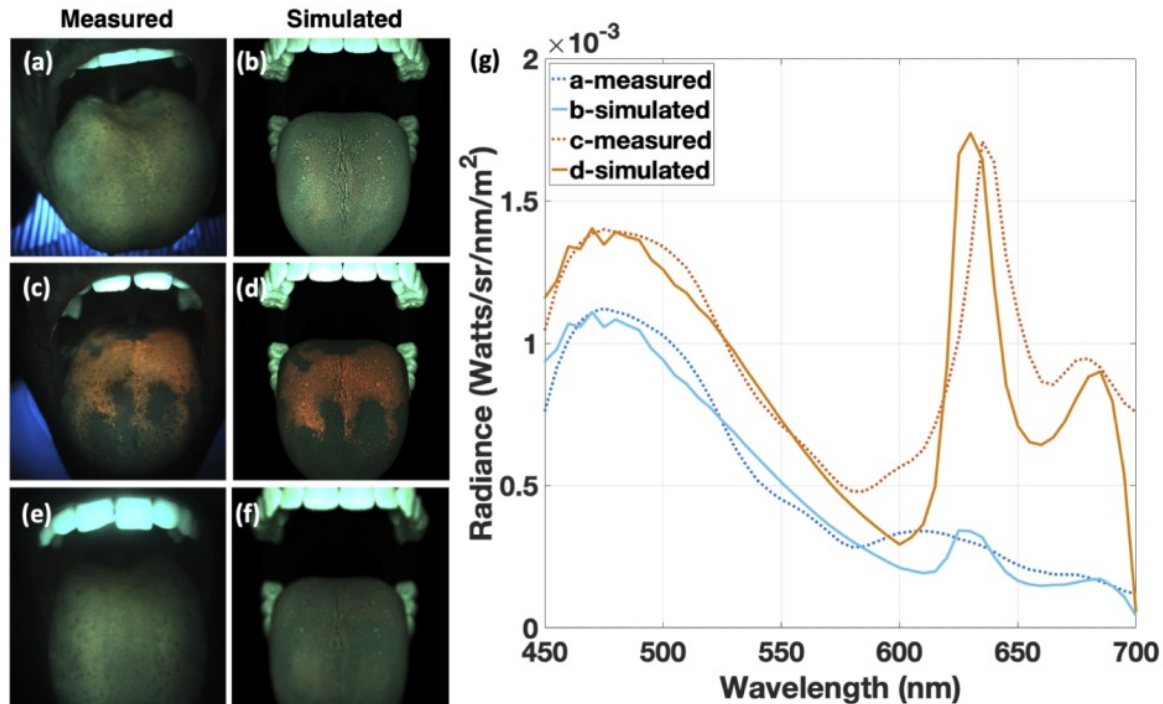 Measured
Simulated
(a)
(b)
(c)
(d)
(e)
(f)
(g)
×10⁻³
2
1.5
1
0.5
0
Radiance (Watts/sr/nm/m²)
a-measured
b-simulated
c-measured
d-simulated
450 500 550 600 650 700
Wavelength (nm)